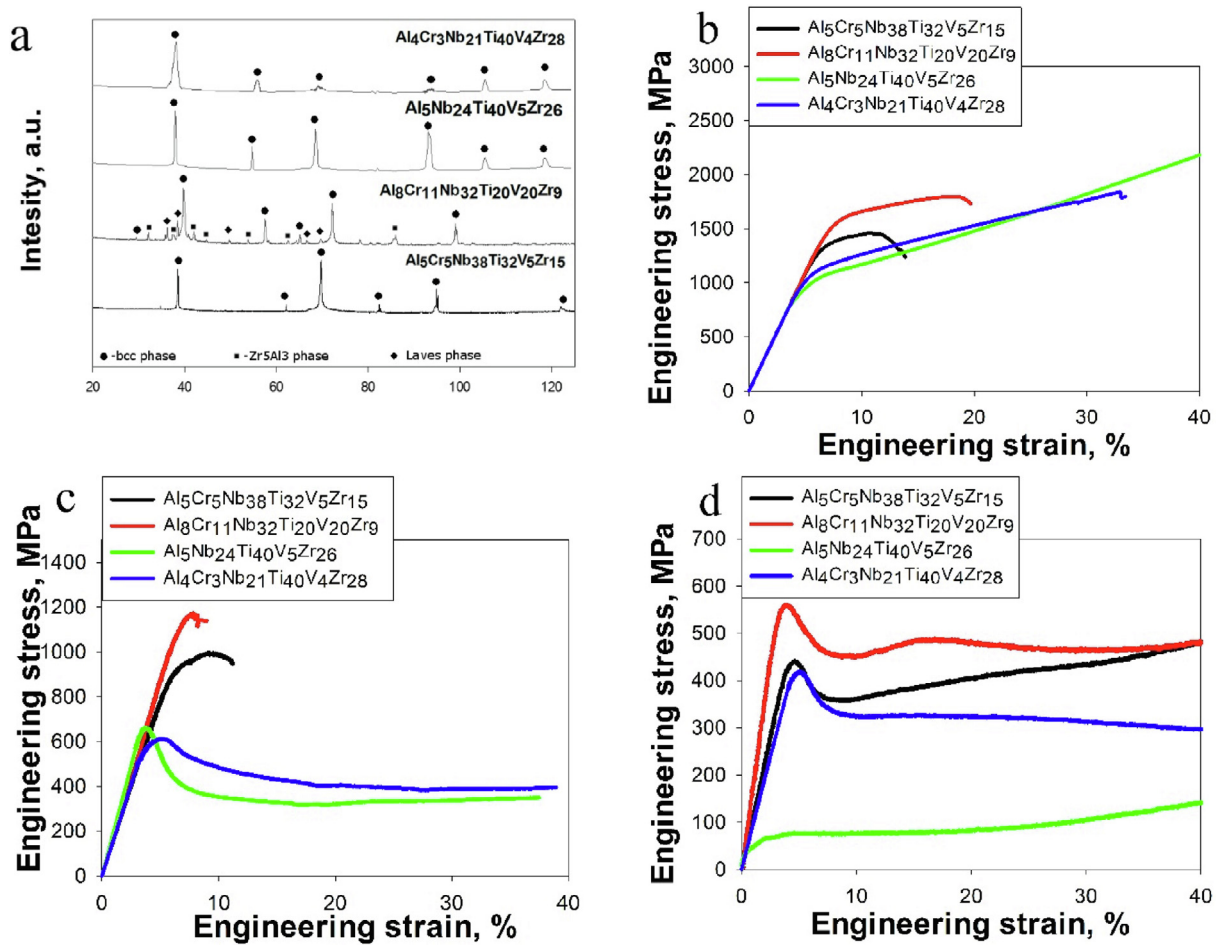 a
Al4Cr3Nb21Ti40V4Zr28
Al5Nb24Ti40V5Zr26
Al8Cr11Nb32Ti20V20Zr9
Al5Cr5Nb38Ti32V5Zr15
-bcc phase
-Zr5Al3 phase
Laves phase
20 40 60 80 100 120
Intesity, a.u.
b
Al5Cr5Nb38Ti32V5Zr15
Al8Cr11Nb32Ti20V20Zr9
Al5Nb24Ti40V5Zr26
Al4Cr3Nb21Ti40V4Zr28
3000
2500
2000
1500
1000
500
0
0 10 20 30 40
Engineering stress, MPa
Engineering strain, %
c
Al5Cr5Nb38Ti32V5Zr15
Al8Cr11Nb32Ti20V20Zr9
Al5Nb24Ti40V5Zr26
Al4Cr3Nb21Ti40V4Zr28
1400
1200
1000
800
600
400
200
0
0 10 20 30 40
Engineering stress, MPa
Engineering strain, %
d
Al5Cr5Nb38Ti32V5Zr15
Al8Cr11Nb32Ti20V20Zr9
Al5Nb24Ti40V5Zr26
Al4Cr3Nb21Ti40V4Zr28
700
600
500
400
300
200
100
0
0 10 20 30 40
Engineering stress, MPa
Engineering strain, %